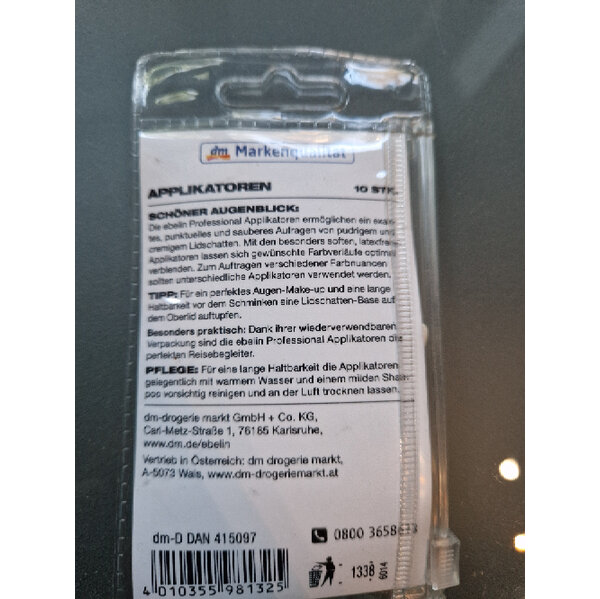 dm Markenqualität
APPLIKATOREN 10 STK.
SCHÖNER AUGENBLICK:
Die ebelin Professional Applikatoren ermöglichen ein exak-
tes, punktuelles und sauberes Auftragen von pudrigem und
cremigem Lidschatten. Mit den besonders soften, latexfreien
Applikatoren lassen sich gewünschte Farbverläufe optimal
verblenden. Zum Auftragen verschiedener Farbnuancen
sollten unterschiedliche Applikatoren verwendet werden.
TIPP: Für ein perfektes Augen-Make-up und eine lange
Haltbarkeit vor dem Schminken eine Lidschatten-Base auf
dem Oberlid auftupfen.
Besonders praktisch: Dank ihrer wiederverwendbaren
Verpackung sind die ebelin Professional Applikatoren die
perfekten Reisebegleiter.
PFLEGE: Für eine lange Haltbarkeit die Applikatoren
gelegentlich mit warmem Wasser und einem milden Sham-
poo vorsichtig reinigen und an der Luft trocknen lassen.
dm-drogerie markt GmbH + Co. KG,
Carl-Metz-Straße 1, 76185 Karlsruhe,
www.dm.de/ebelin
Vertrieb in Österreich: dm drogerie markt,
A-5073 Wals, www.dm-drogeriemarkt.at
dm-D DAN 415097 0800 3658
4 010355 981325
1338
6014